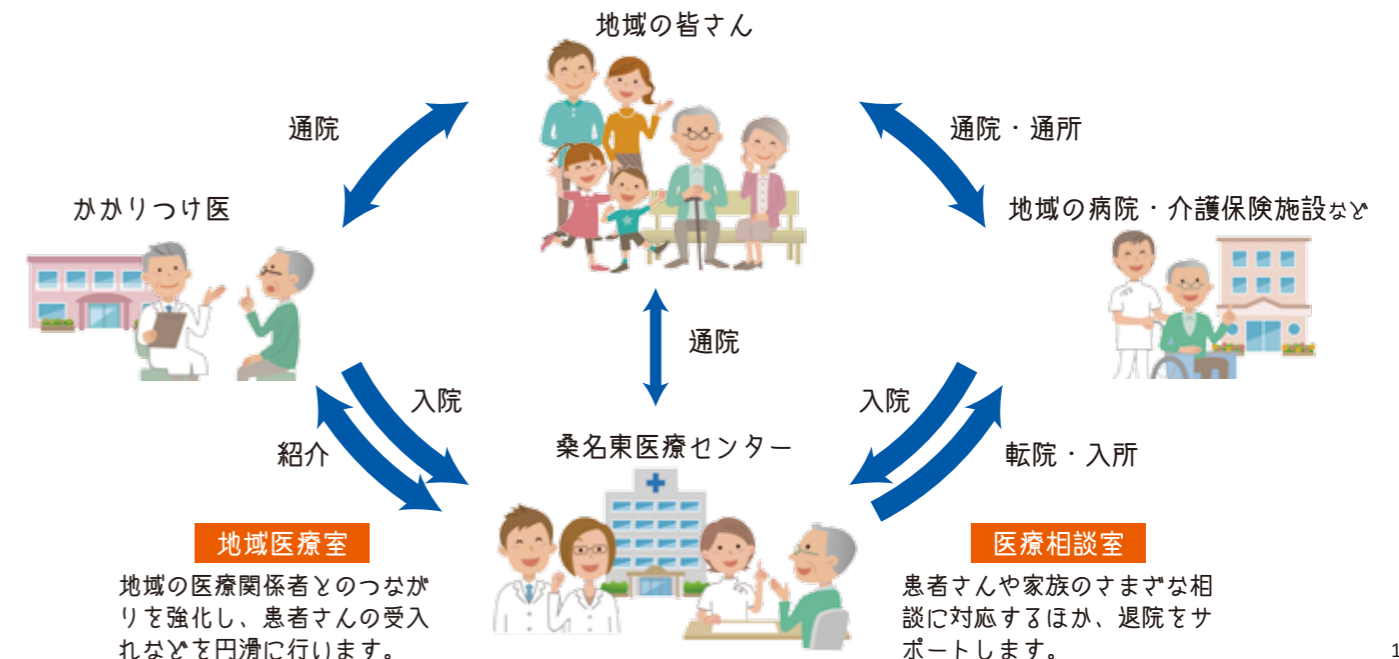 地域の皆さん
通院
通院・通所
かかりつけ医
地域の病院・介護保険施設など
通院
入院
入院
紹介
桑名東医療センター
転院・入所
地域医療室
地域の医療関係者とのつなが
りを強化し、患者さんの受入
れなどを円滑に行います。
医療相談室
患者さんや家族のさまざな相
談に対応するほか、退院をサ
ポートします。
1